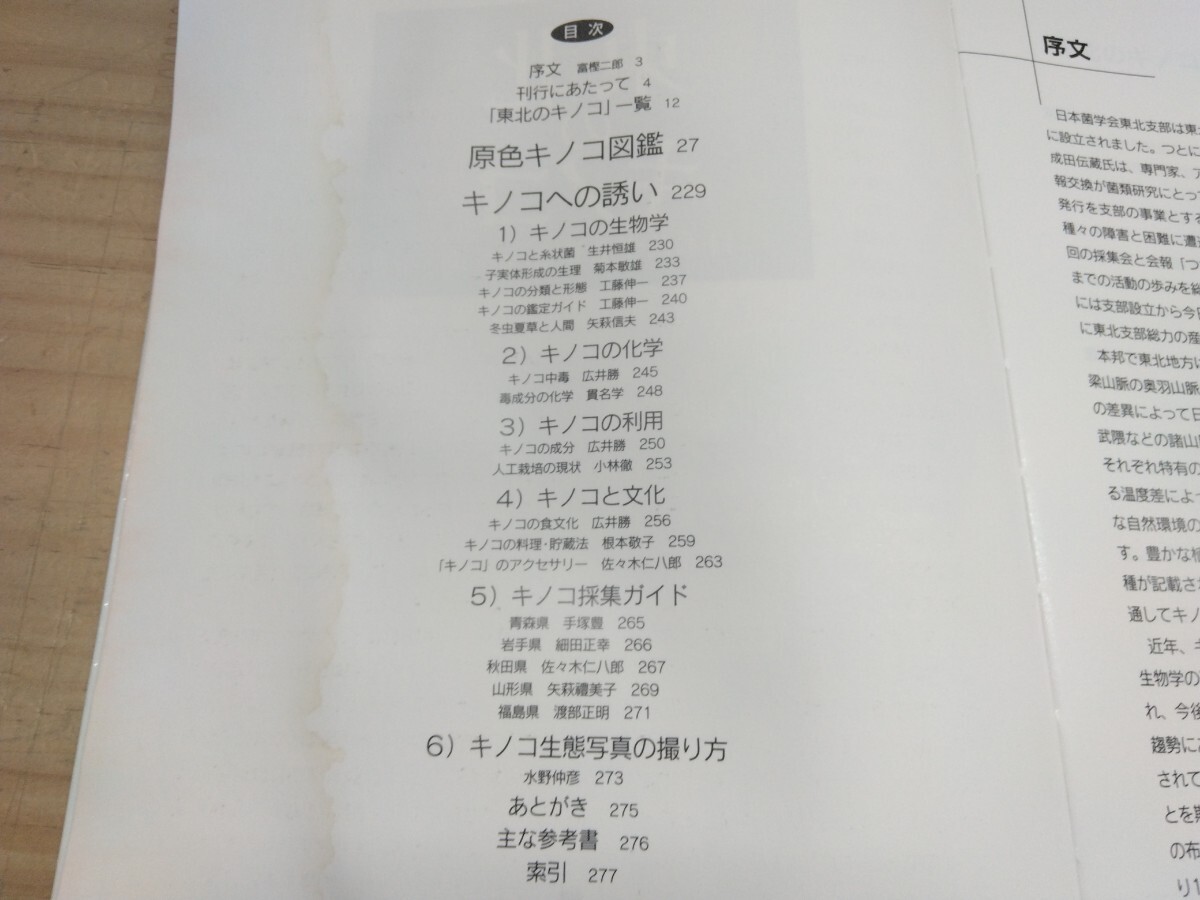 目次
序文 富樫二郎 3
刊行にあたって 4
「東北のキノコ」一覧 12
原色キノコ図鑑 27
キノコへの誘い 229
1）キノコの生物学
キノコと糸状菌 生井恒雄 230
子実体形成の生理 菊本敏雄 233
キノコの分類と形態 工藤伸一 237
キノコの鑑定ガイド 工藤伸一 240
冬虫夏草と人間 矢萩信夫 243
2）キノコの化学
キノコ中毒 広井勝 245
毒成分の化学 貫名学 248
3）キノコの利用
キノコの成分 広井勝 250
人工栽培の現状 小林徹 253
4）キノコと文化
キノコの食文化 広井勝 256
キノコの料理・貯蔵法 根本敬子 259
「キノコ」のアクセサリー 佐々木仁八郎 263
5）キノコ採集ガイド
青森県 手塚豊 265
岩手県 細田正幸 266
秋田県 佐々木仁八郎 267
山形県 矢萩禮美子 269
福島県 渡部正明 271
6）キノコ生態写真の撮り方
水野仲彦 273
あとがき 275
主な参考書 276
索引 277
序文
日本菌学会東北支部は東
に設立されました。つとに
成田伝蔵氏は、専門家、ア
報交換が菌類研究にとっ
発行を支部の事業とする
種々の障害と困難に遭
回の採集会と会報「つ
までの活動の歩みを総
には支部設立から今日
に東北支部総力の産
本邦で東北地方に
梁山脈の奥羽山脈
の差異によって日
武隈などの諸山
それぞれ特有の
る温度差によっ
な自然環境の
す。豊かな植
種が記載さ
通してキノ
近年、キ
生物学の
れ、今後
趨勢に
されて
とを期
の布
り1